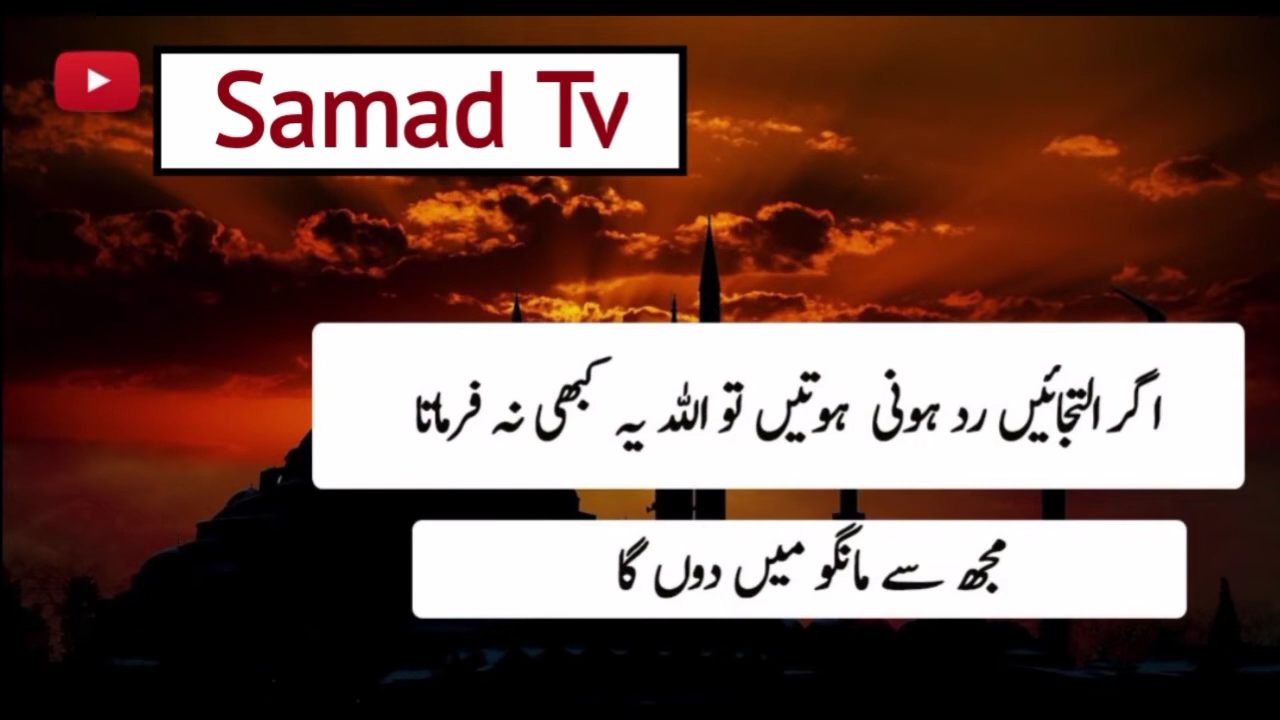 Samad Tv
اگر التجائیں رد ہونی ہوتیں تو اللہ یہ کبھی نہ فرماتا
مجھ سے مانگو میں دوں گا